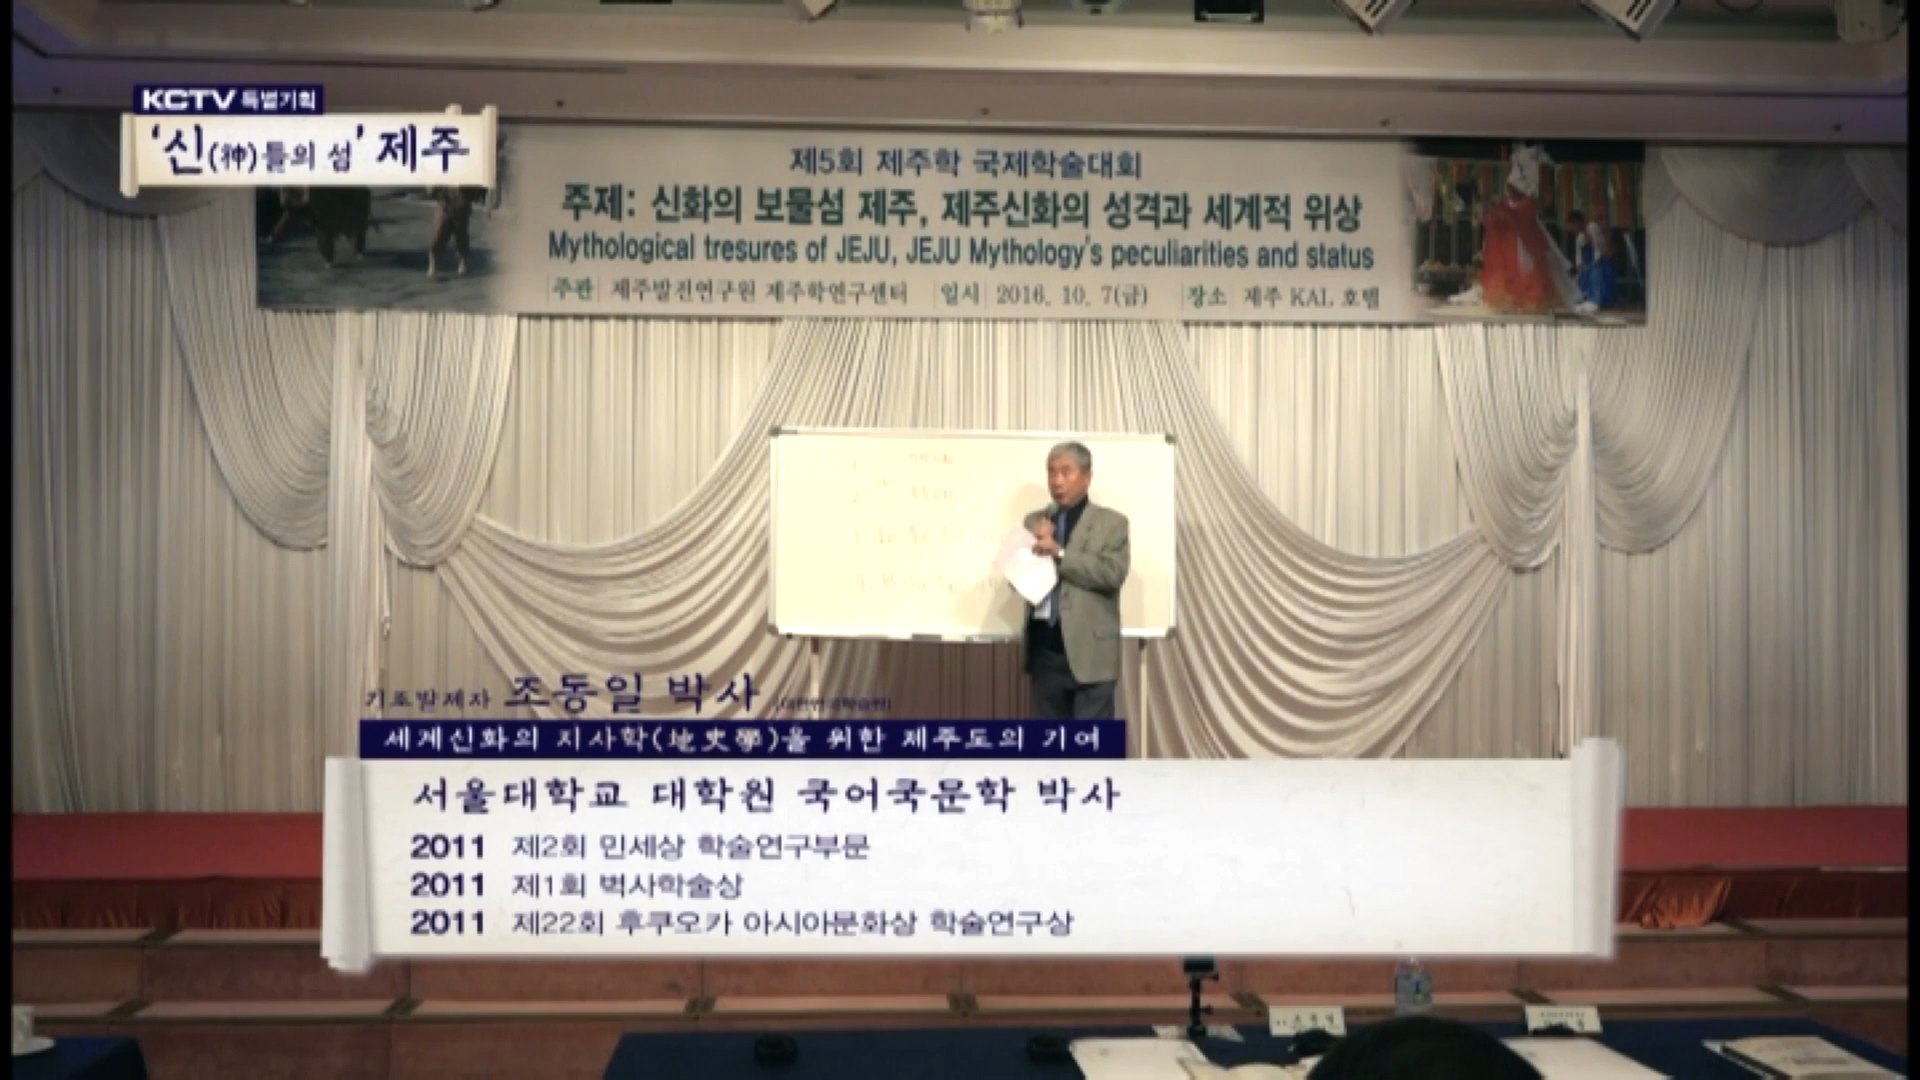 KCTV 특별기획
'신(神)들의 섬' 제주
제5회 제주학 국제학술대회
주제: 신화의 보물섬 제주, 제주신화의 성격과 세계적 위상
Mythological tresures of JEJU, JEJU Mythology's peculiarities and status
주관 제주발전연구원 제주학연구센터 일시 2016. 10. 7(금) 장소 제주 KAL 호텔
기조발제자 조동일 박사
세계신화의 지사학(地史學)을 위한 제주도의 기여
서울대학교 대학원 국어국문학 박사
2011 제2회 민세상 학술연구부문
2011 제1회 벽사학술상
2011 제22회 후쿠오카 아시아문화상 학술연구상